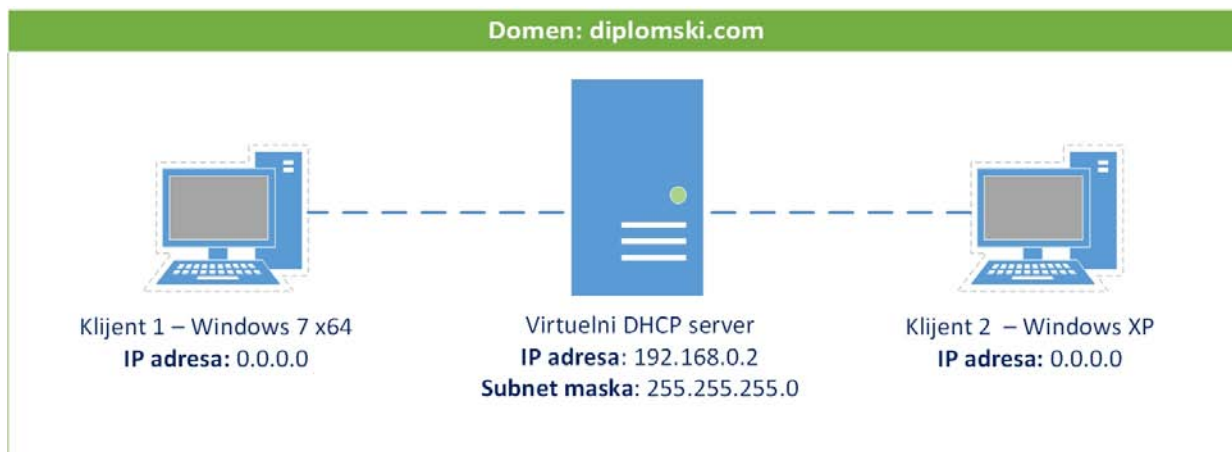 Domen: diplomski.com
Klijent 1 – Windows 7 x64
IP adresa: 0.0.0.0
Virtuelni DHCP server
IP adresa: 192.168.0.2
Subnet maska: 255.255.255.0
Klijent 2 – Windows XP
IP adresa: 0.0.0.0